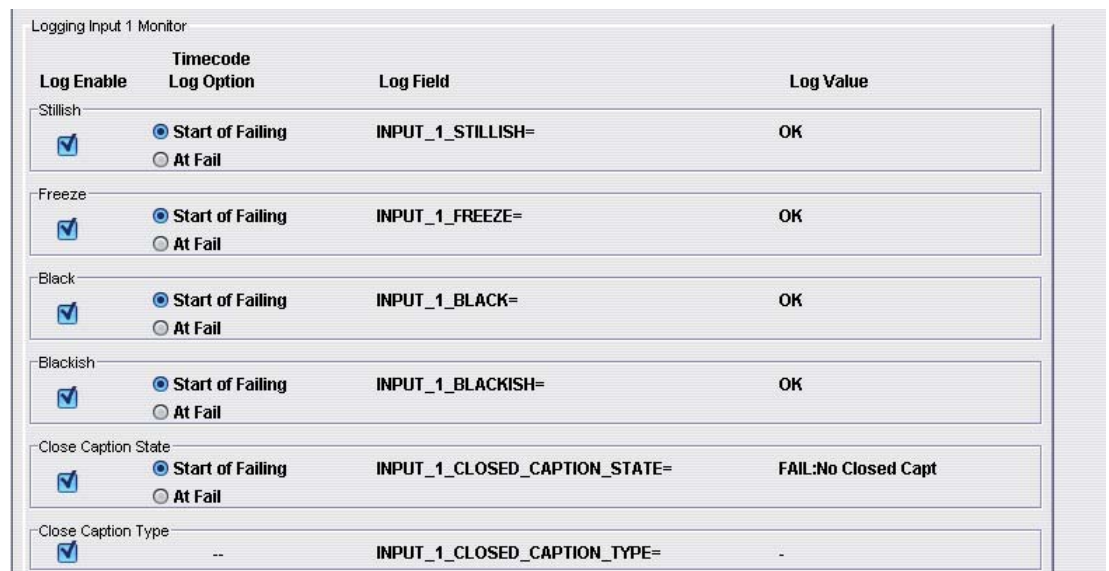 Logging Input 1 Monitor
Timecode
Log Enable Log Option Log Field Log Value
Stillish
Start of Failing INPUT_1_STILLISH= OK
At Fail
Freeze
Start of Failing INPUT_1_FREEZE= OK
At Fail
Black
Start of Failing INPUT_1_BLACK= OK
At Fail
Blackish
Start of Failing INPUT_1_BLACKISH= OK
At Fail
Close Caption State
Start of Failing INPUT_1_CLOSED_CAPTION_STATE= FAIL:No Closed Capt
At Fail
Close Caption Type
-- INPUT_1_CLOSED_CAPTION_TYPE= -